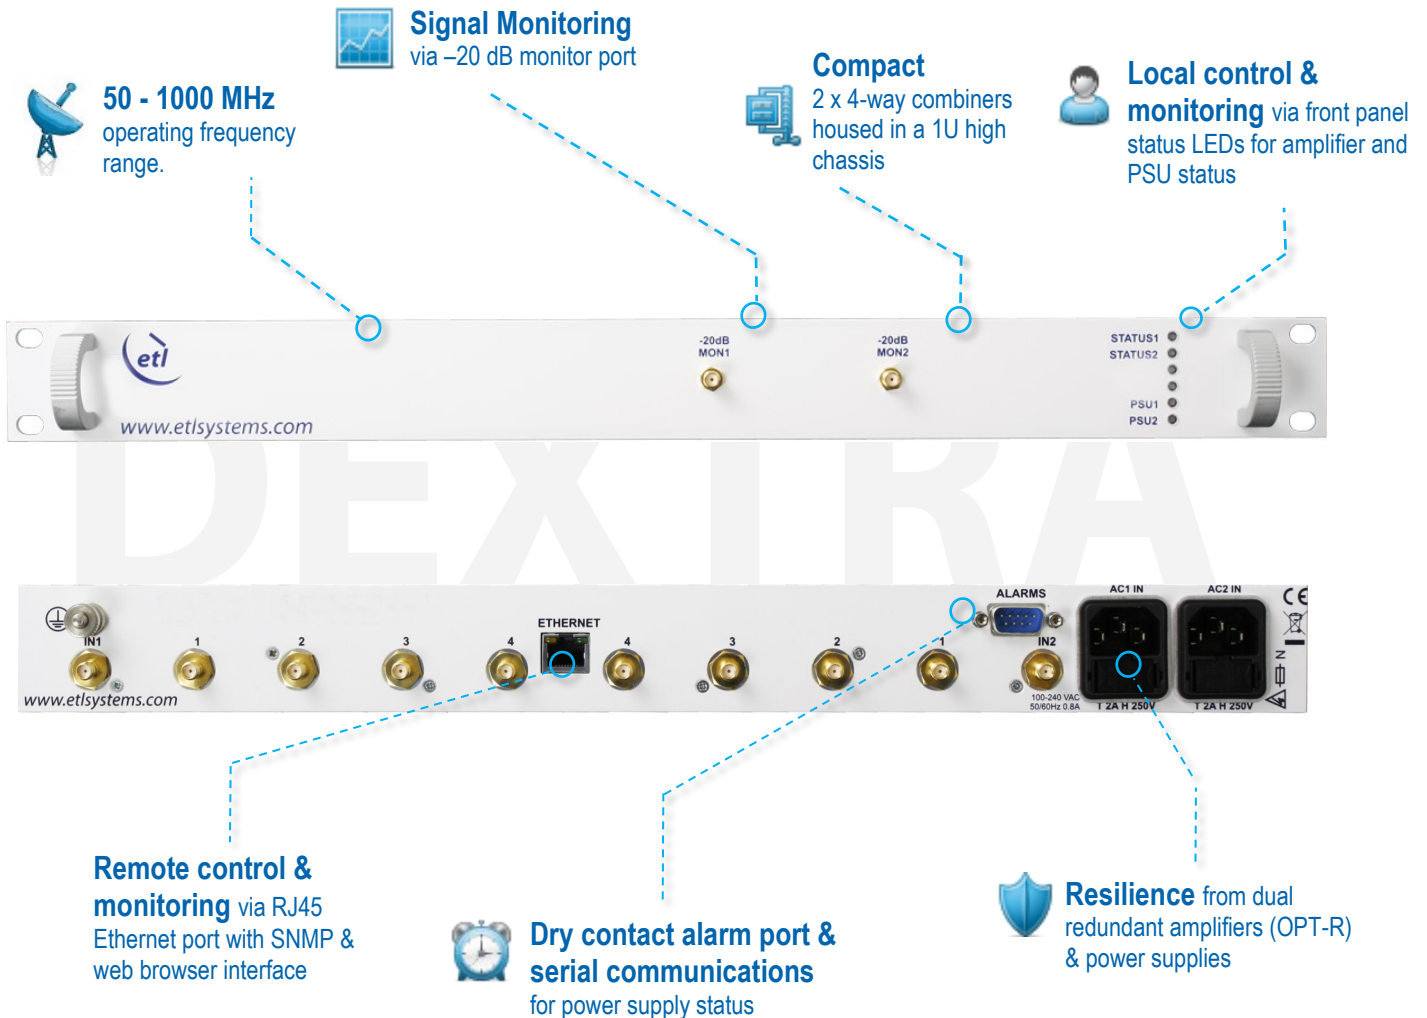 Signal Monitoring
via –20 dB monitor port
50 - 1000 MHz
operating frequency
range.
Compact
2 x 4-way combiners
housed in a 1U high
chassis
Local control &
monitoring via front panel
status LEDs for amplifier and
PSU status
etl
www.etlsystems.com
-20dB
MON1
-20dB
MON2
STATUS1
STATUS2
PSU1
PSU2
DEXTRA
IN1
1
2
3
4
ETHERNET
4
3
2
1
ALARMS
IN2
100-240 VAC
50/60Hz 0.8A
AC1 IN
T 2A H 250V
AC2 IN
T 2A H 250V
CE
N
www.etlsystems.com
Remote control &
monitoring via RJ45
Ethernet port with SNMP &
web browser interface
Dry contact alarm port &
serial communications
for power supply status
Resilience from dual
redundant amplifiers (OPT-R)
& power supplies